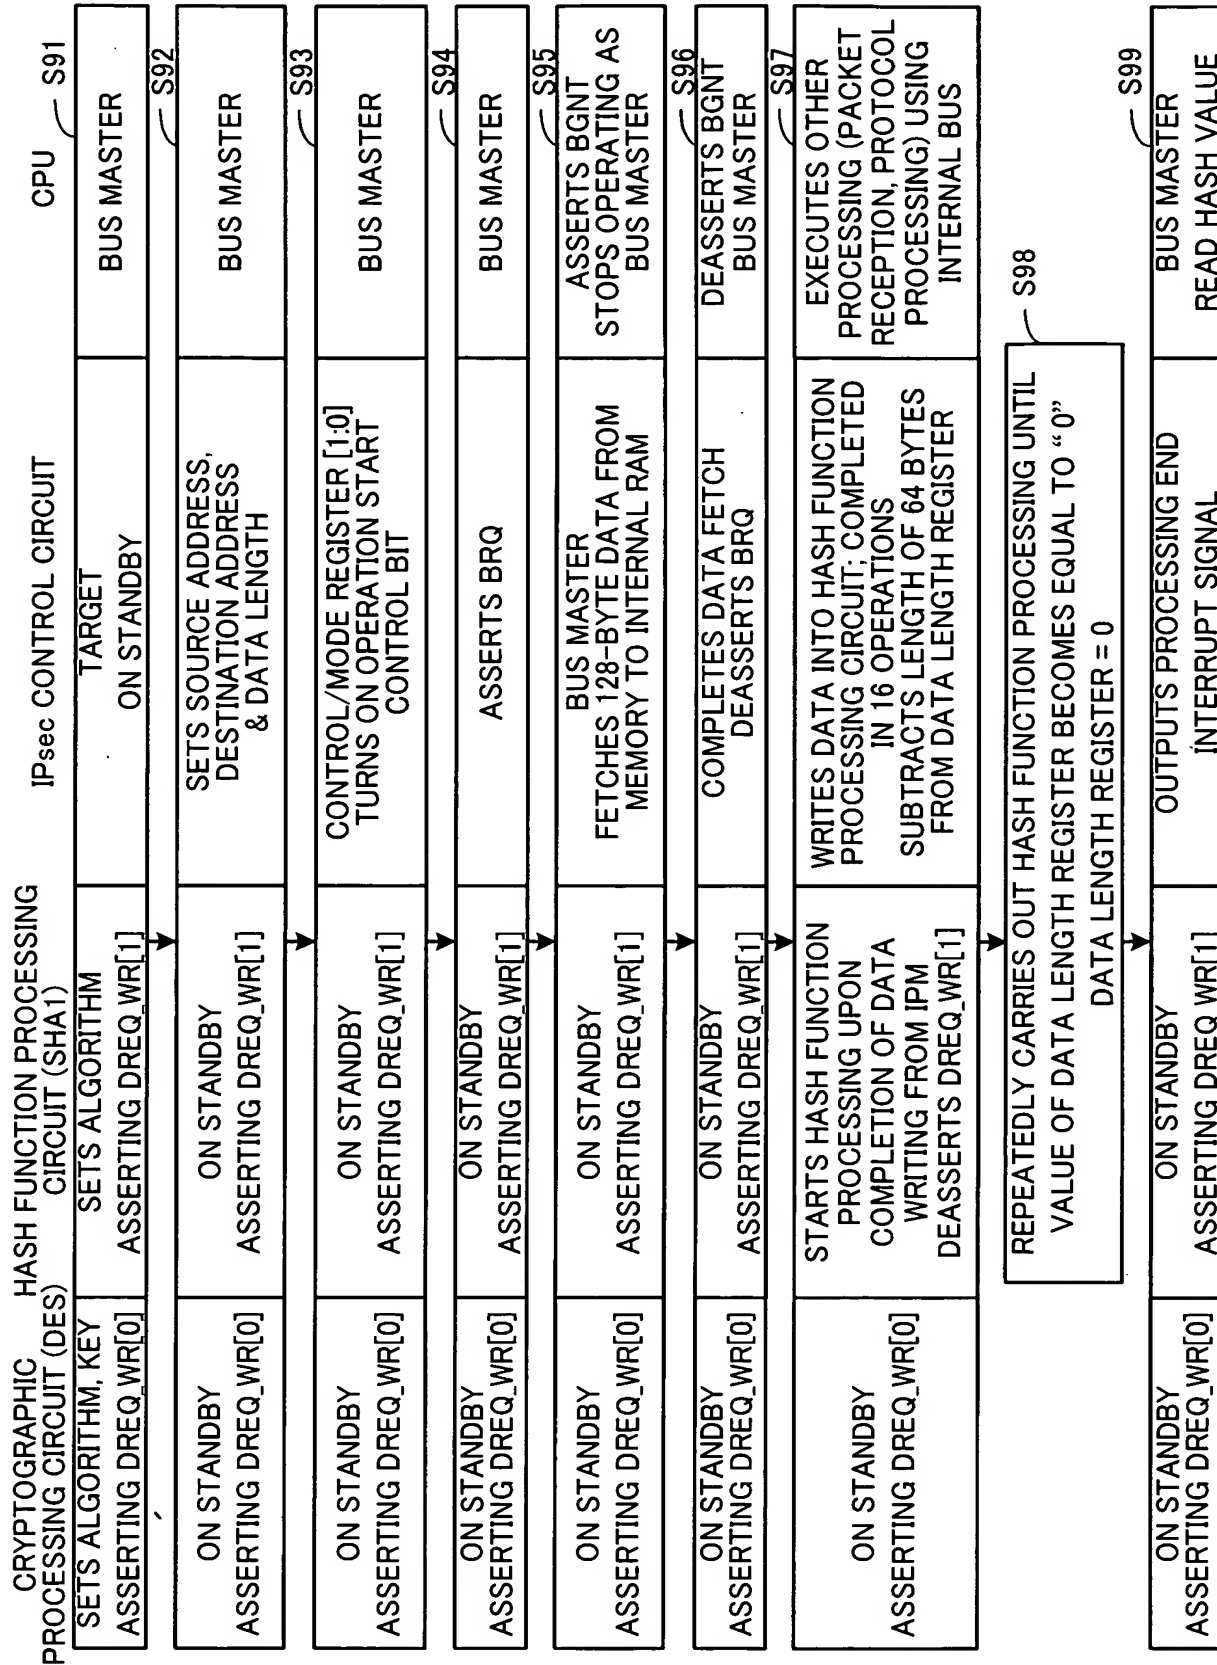 CRYPTOGRAPHIC
PROCESSING CIRCUIT (DES)
HASH FUNCTION PROCESSING
CIRCUIT (SHA1)
IPsec CONTROL CIRCUIT
CPU
S91
SETS ALGORITHM, KEY
ASSERTING DREQ_WR[0]
SETS ALGORITHM
ASSERTING DREQ_WR[1]
TARGET
ON STANDBY
BUS MASTER
S92
ON STANDBY
ASSERTING DREQ_WR[0]
ON STANDBY
ASSERTING DREQ_WR[1]
SETS SOURCE ADDRESS,
DESTINATION ADDRESS
& DATA LENGTH
BUS MASTER
S93
ON STANDBY
ASSERTING DREQ_WR[0]
ON STANDBY
ASSERTING DREQ_WR[1]
CONTROL/MODE REGISTER [1:0]
TURNS ON OPERATION START
CONTROL BIT
BUS MASTER
S94
ON STANDBY
ASSERTING DREQ_WR[0]
ON STANDBY
ASSERTING DREQ_WR[1]
ASSERTS BRQ
BUS MASTER
S95
ON STANDBY
ASSERTING DREQ_WR[0]
ON STANDBY
ASSERTING DREQ_WR[1]
BUS MASTER
FETCHES 128-BYTE DATA FROM
MEMORY TO INTERNAL RAM
ASSERTS BGNT
STOPS OPERATING AS
BUS MASTER
S96
ON STANDBY
ASSERTING DREQ_WR[0]
ON STANDBY
ASSERTING DREQ_WR[1]
COMPLETES DATA FETCH
DEASSERTS BRQ
DEASSERTS BGNT
BUS MASTER
S97
ON STANDBY
ASSERTING DREQ_WR[0]
STARTS HASH FUNCTION
PROCESSING UPON
COMPLETION OF DATA
WRITING FROM IPM
DEASSERTS DREQ_WR[1]
WRITES DATA INTO HASH FUNCTION
PROCESSING CIRCUIT; COMPLETED
IN 16 OPERATIONS
SUBTRACTS LENGTH OF 64 BYTES
FROM DATA LENGTH REGISTER
EXECUTES OTHER
PROCESSING (PACKET
RECEPTION, PROTOCOL
PROCESSING) USING
INTERNAL BUS
S98
REPEATEDLY CARRIES OUT HASH FUNCTION PROCESSING UNTIL
VALUE OF DATA LENGTH REGISTER BECOMES EQUAL TO “0”
DATA LENGTH REGISTER = 0
S99
ON STANDBY
ASSERTING DREQ_WR[0]
ON STANDBY
ASSERTING DREQ_WR[1]
OUTPUTS PROCESSING END
INTERRUPT SIGNAL
BUS MASTER
READ HASH VALUE